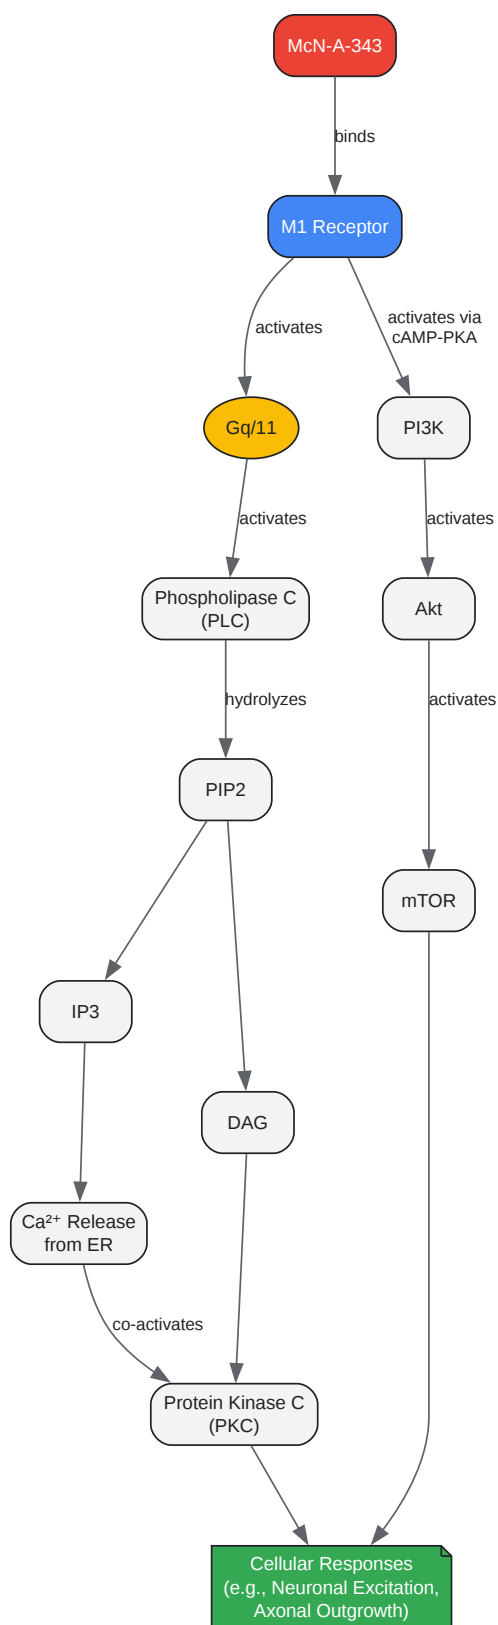 McN-A-343
binds
M1 Receptor
activates
activates via
cAMP-PKA
Gq/11
PI3K
activates
activates
Phospholipase C
(PLC)
Akt
hydrolyzes
activates
PIP2
mTOR
IP3
DAG
Ca²⁺ Release
from ER
co-activates
Protein Kinase C
(PKC)
Cellular Responses
(e.g., Neuronal Excitation,
Axonal Outgrowth)